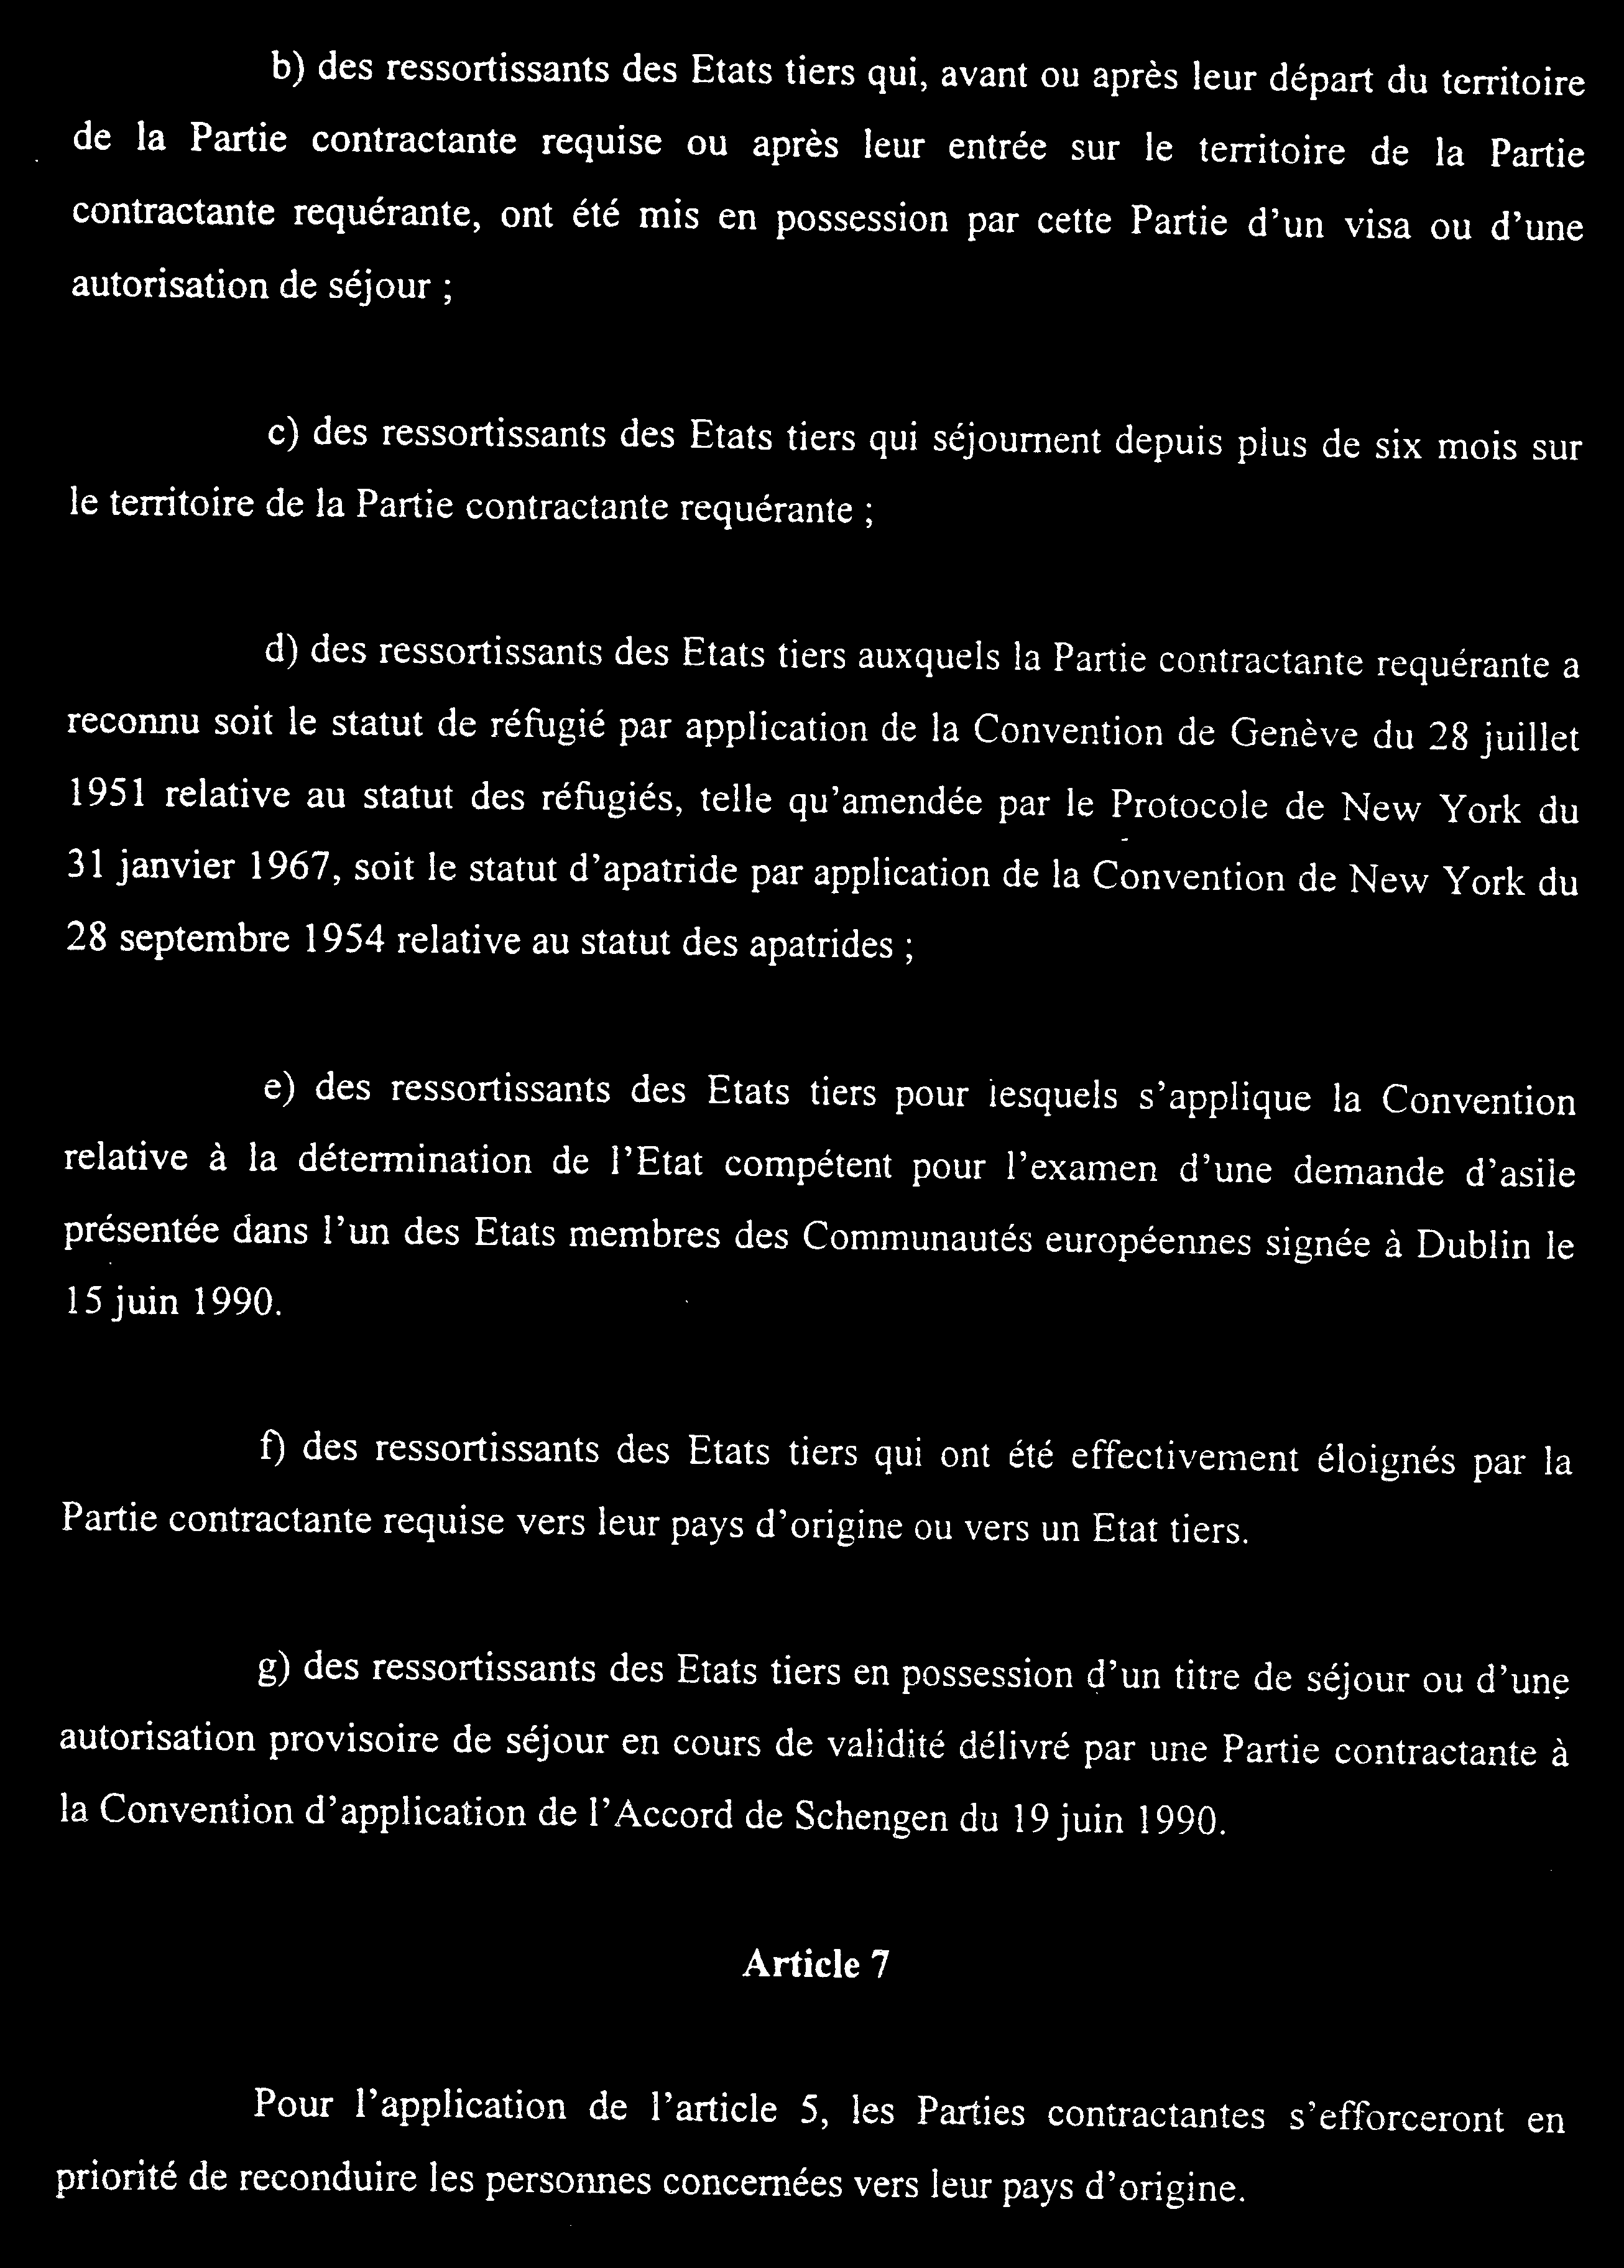 b) des ressortissants des Etats tiers qui, avant ou après leur départ du territoire
de la Partie contractante requise ou après leur entrée sur le territoire de la Partie
contractante requérante, ont été mis en possession par cette Partie d'un visa ou d'une
autorisation de séjour ;
c) des ressortissants des Etats tiers qui séjournent depuis plus de six mois sur
le territoire de la Partie contractante requérante ;
d) des ressortissants des Etats tiers auxquels la Partie contractante requérante a
reconnu soit le statut de réfugié par application de la Convention de Genève du 28 juillet
1951 relative au statut des réfugiés, telle qu'amendée par le Protocole de New York du
31 janvier 1967, soit le statut d'apatride par application de la Convention de New York du
28 septembre 1954 relative au statut des apatrides ;
e) des ressortissants des Etats tiers pour lesquels s'applique la Convention
relative à la détermination de l'Etat compétent pour l'examen d'une demande d'asile
présentée dans l'un des Etats membres des Communautés européennes signée à Dublin le
15 juin 1990.
f) des ressortissants des Etats tiers qui ont été effectivement éloignés par la
Partie contractante requise vers leur pays d'origine ou vers un Etat tiers.
g) des ressortissants des Etats tiers en possession d'un titre de séjour ou d'une
autorisation provisoire de séjour en cours de validité délivré par une Partie contractante à
la Convention d'application de l'Accord de Schengen du 19 juin 1990.
Article 7
Pour l'application de l'article 5, les Parties contractantes s'efforceront en
priorité de reconduire les personnes concernées vers leur pays d'origine.